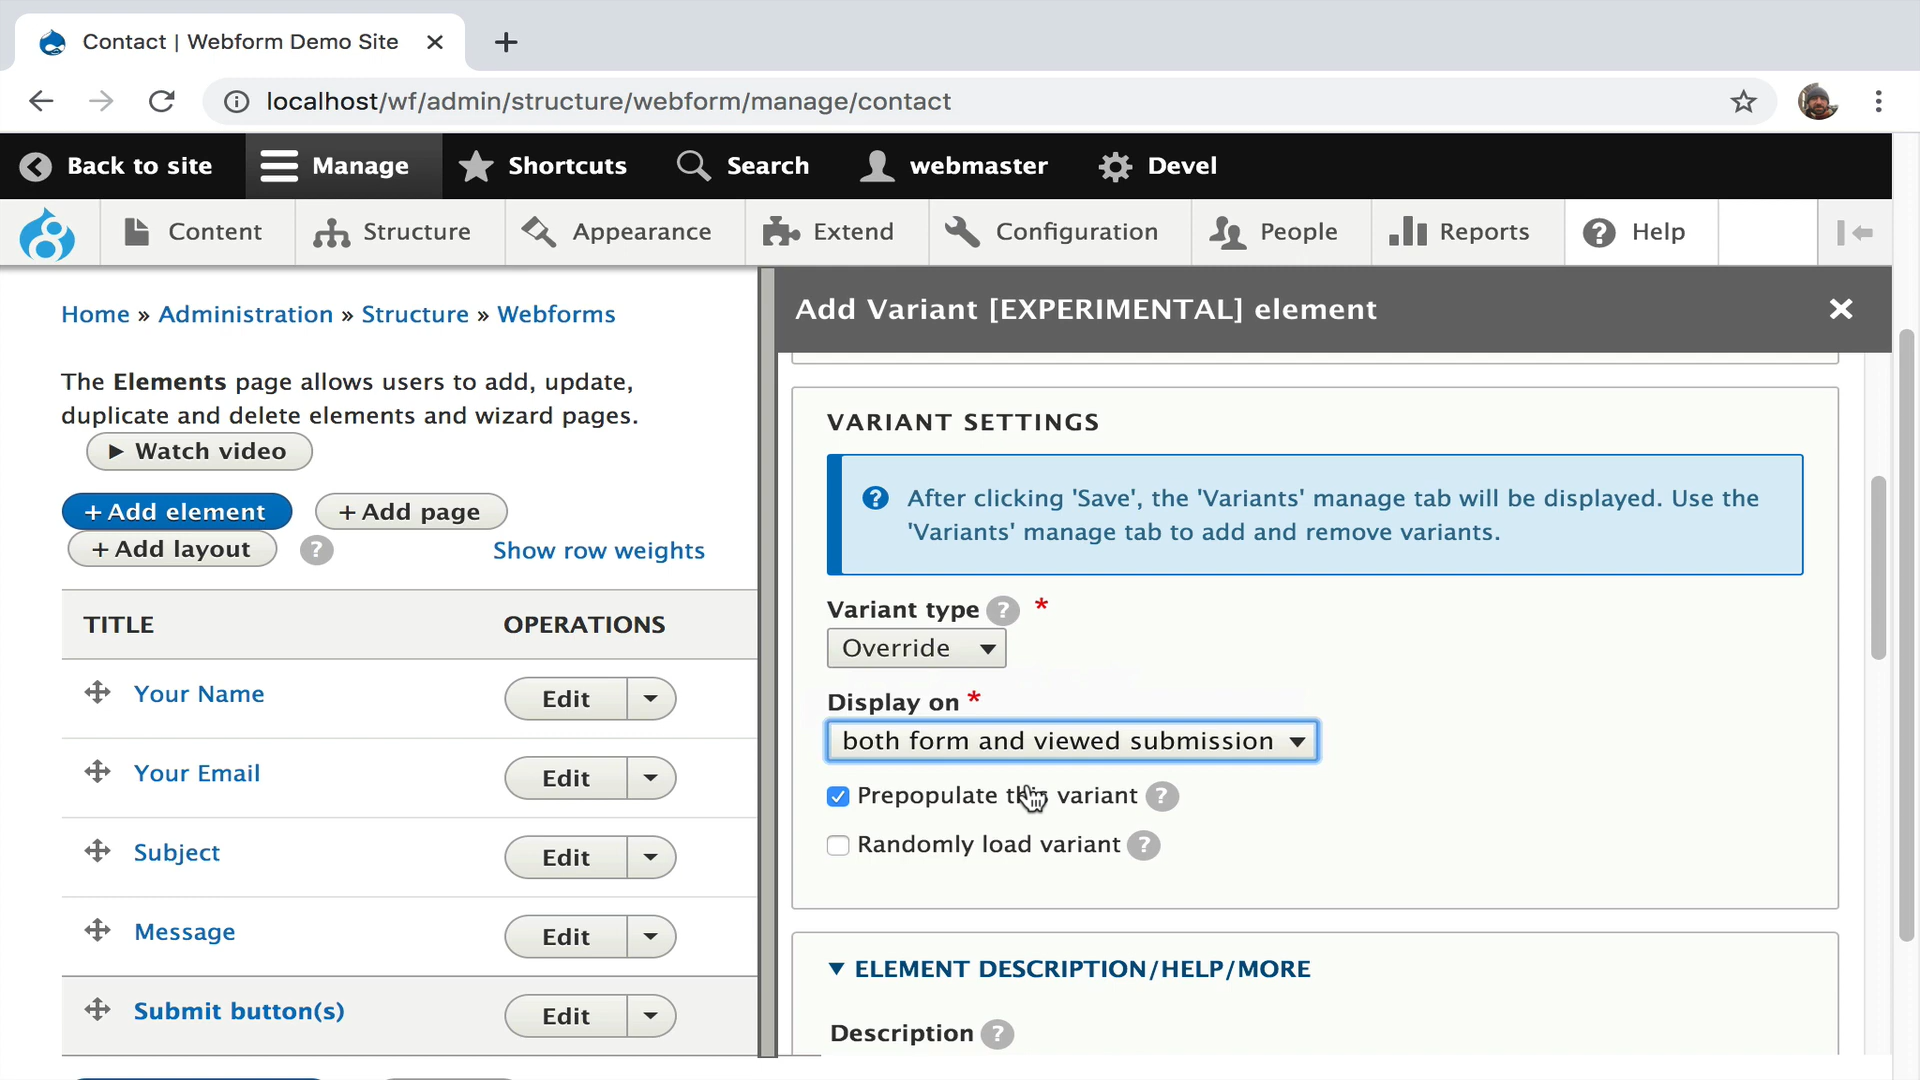 Contact | Webform Demo Site
localhost/wf/admin/structure/webform/manage/contact
Back to site Manage Shortcuts Search webmaster Devel
Content Structure Appearance Extend Configuration People Reports Help
Home » Administration » Structure » Webforms
The Elements page allows users to add, update,
duplicate and delete elements and wizard pages.
Watch video
+ Add element + Add page
+ Add layout ? Show row weights
TITLE OPERATIONS
Your Name Edit
Your Email Edit
Subject Edit
Message Edit
Submit button(s) Edit
Add Variant [EXPERIMENTAL] element
VARIANT SETTINGS
After clicking 'Save', the 'Variants' manage tab will be displayed. Use the
'Variants' manage tab to add and remove variants.
Variant type ? *
Override
Display on *
both form and viewed submission
Prepopulate this variant ?
Randomly load variant ?
ELEMENT DESCRIPTION/HELP/MORE
Description ?